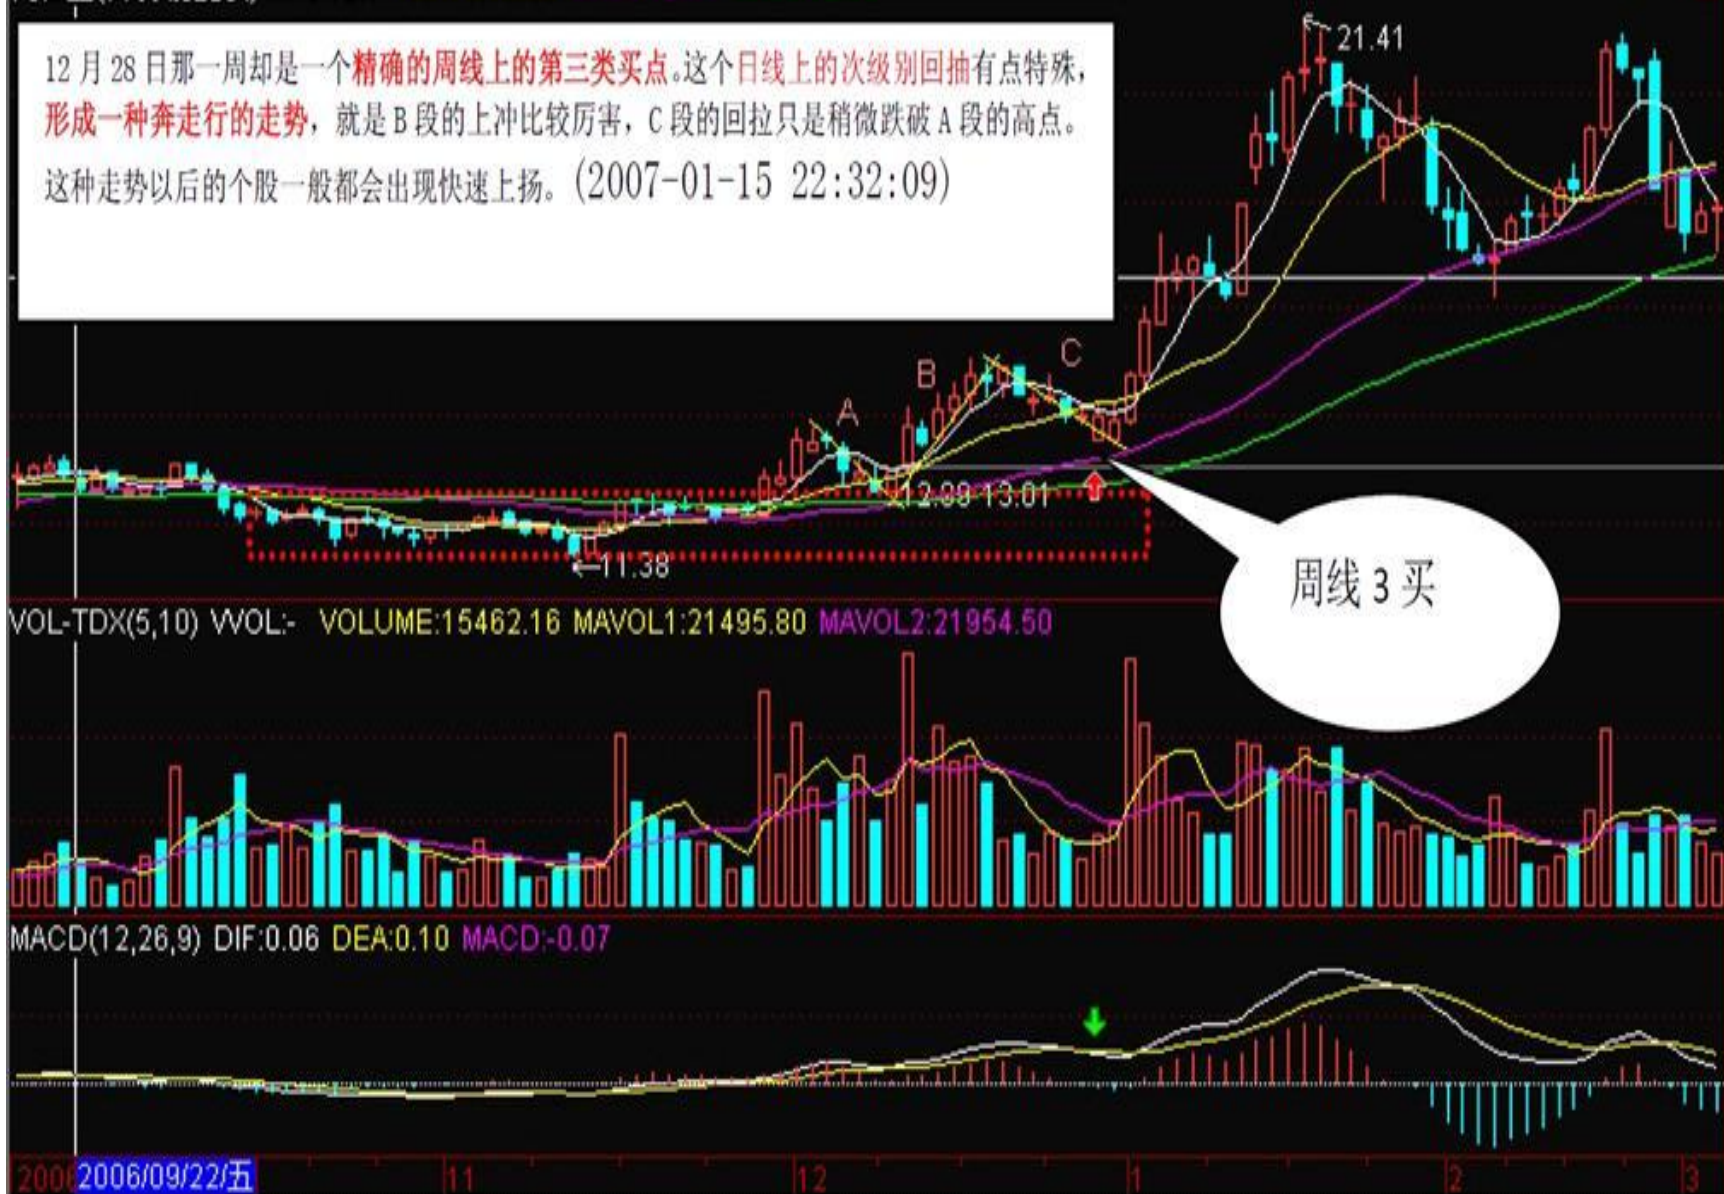 12月28日那一周却是一个精确的周线上的第三类买点。这个日线上的次级别回抽有点特殊，
形成一种奔走行的走势，就是B段的上冲比较厉害，C段的回拉只是稍微跌破A段的高点。
这种走势以后的个股一般都会出现快速上扬。(2007-01-15 22:32:09)
21.41
C
B
A
12.99 13.01
11.38
周线3买
VOL-TDX(5,10) VVOL:- VOLUME:15462.16 MAVOL1:21495.80 MAVOL2:21954.50
MACD(12,26,9) DIF:0.06 DEA:0.10 MACD:-0.07
2006 2006/09/22/五 11 12 1 2 3